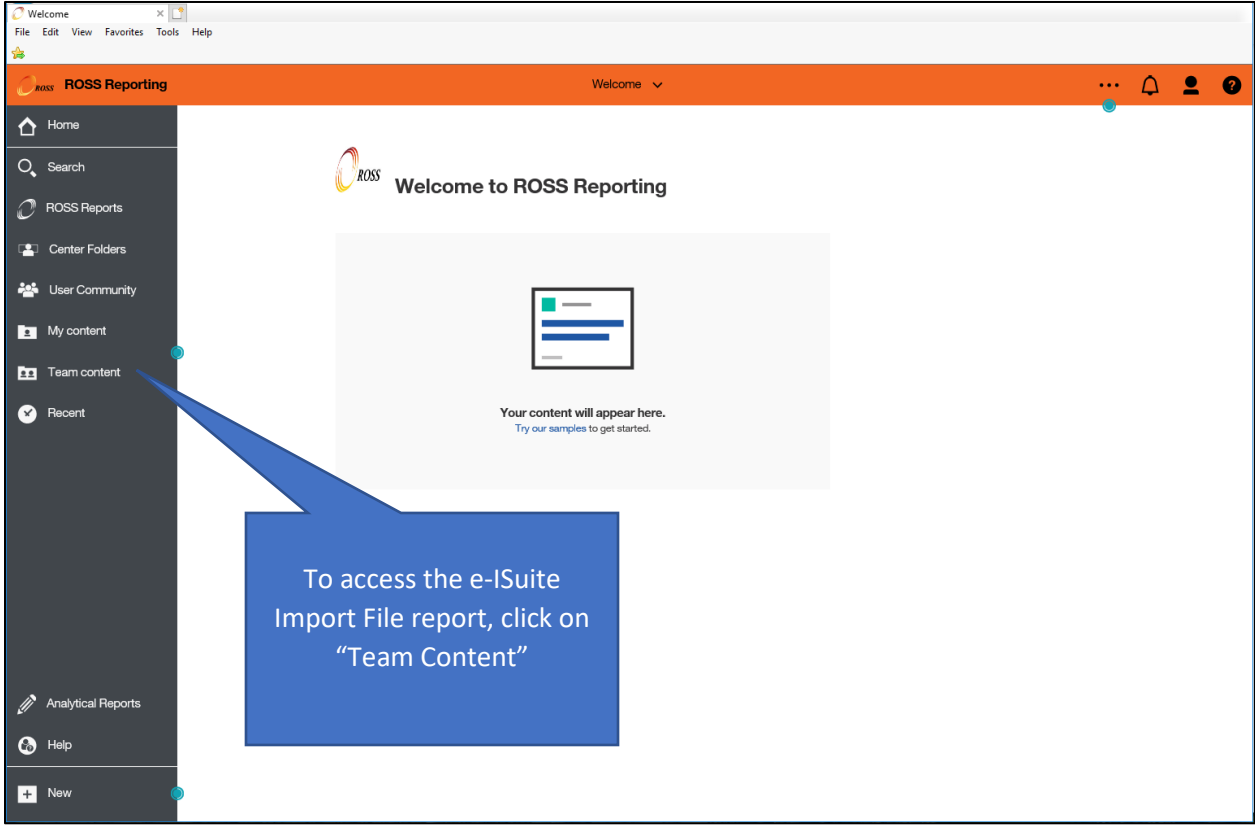 Welcome
File Edit View Favorites Tools Help
ROSS ROSS Reporting
Welcome
Home
Search
ROSS Reports
Center Folders
User Community
My content
Team content
Recent
ROSS
Welcome to ROSS Reporting
Your content will appear here.
Try our samples to get started.
To access the e-ISuite
Import File report, click on
“Team Content”
Analytical Reports
Help
New